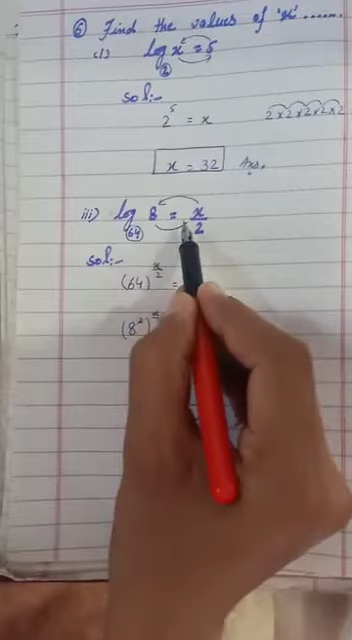 ⑥ Find the values of 'x' ......
(i) log₂ x = 5
sol:-
2⁵ = x 2×2×2×2×2
x = 32 Ans.
iii) log₆₄ 8 = x/2
sol:-
(64)^(x/2) =
(8²)^x